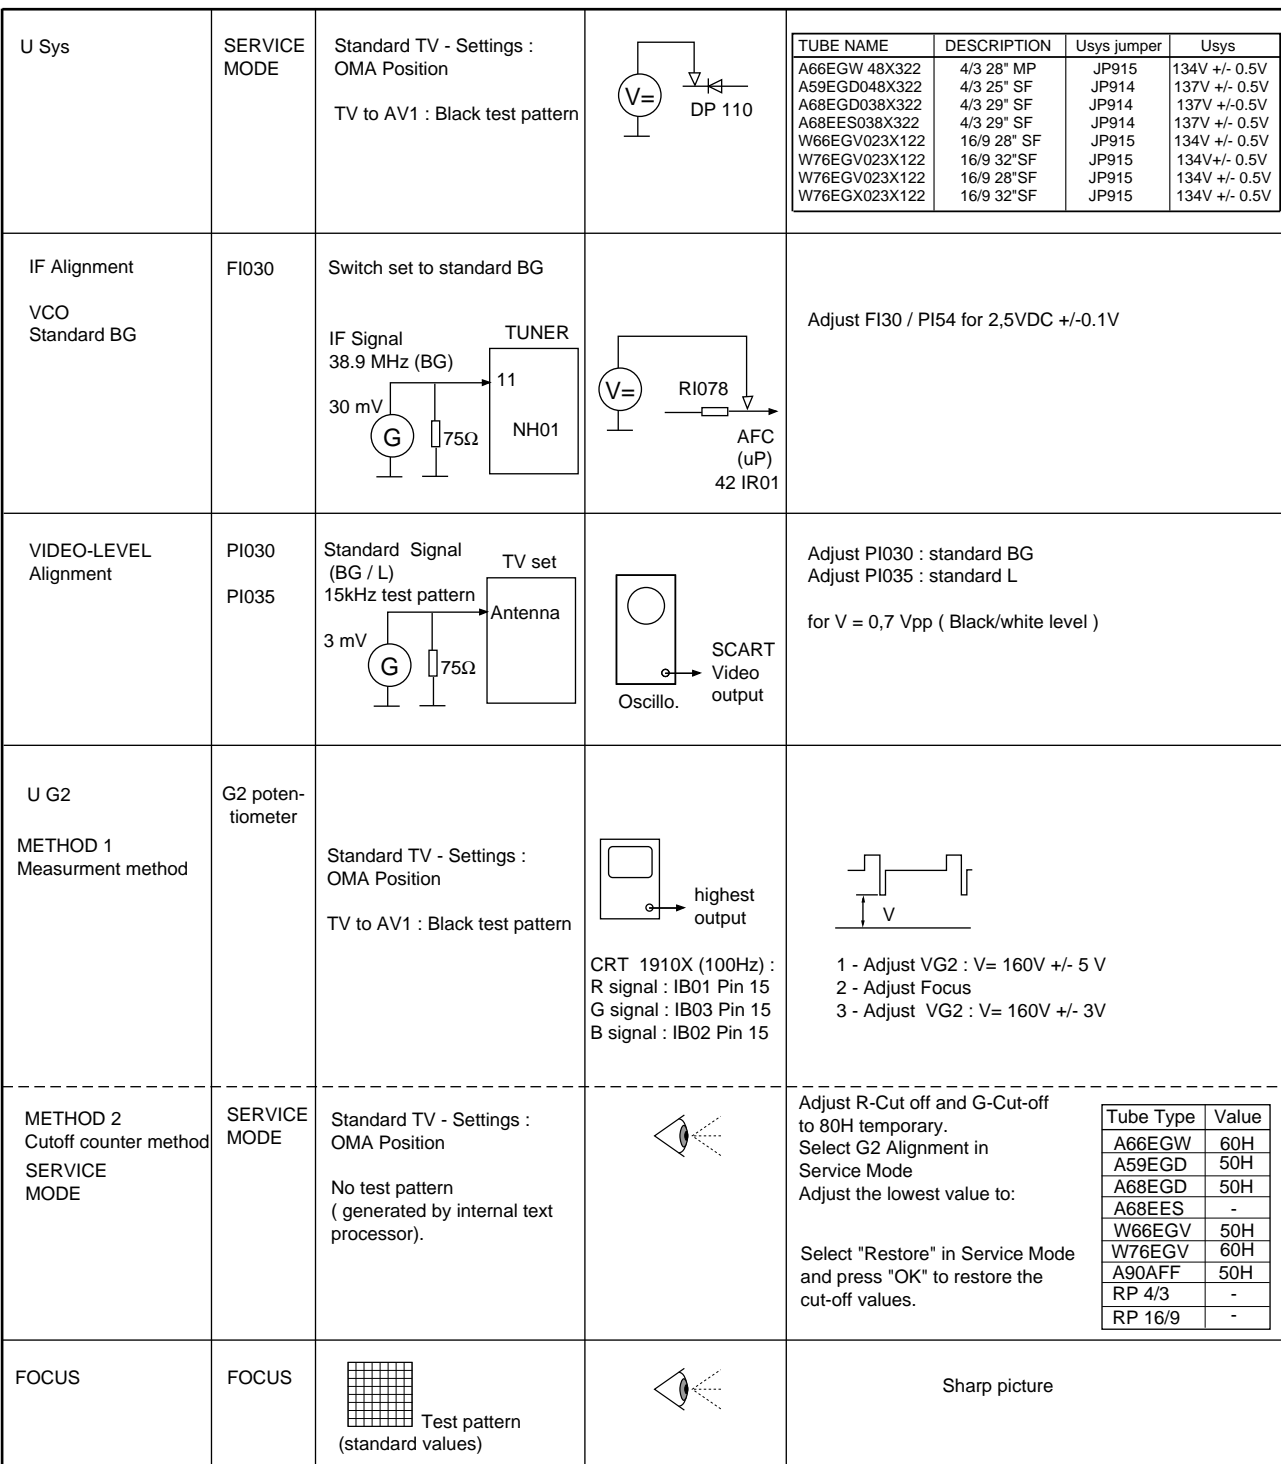 U Sys
SERVICE
MODE
Standard TV - Settings :
OMA Position
TV to AV1 : Black test pattern
V=
DP 110
TUBE NAME DESCRIPTION Usys jumper Usys
A66EGW 48X322 4/3 28" MP JP915 134V +/- 0.5V
A59EGD048X322 4/3 25" SF JP914 137V +/- 0.5V
A68EGD038X322 4/3 29" SF JP914 137V +/-0.5V
A68EES038X322 4/3 29" SF JP914 137V +/- 0.5V
W66EGV023X122 16/9 28" SF JP915 134V +/- 0.5V
W76EGV023X122 16/9 32"SF JP915 134V+/- 0.5V
W76EGV023X122 16/9 28"SF JP915 134V +/- 0.5V
W76EGX023X122 16/9 32"SF JP915 134V +/- 0.5V
IF Alignment
VCO
Standard BG
FI030
Switch set to standard BG
IF Signal
38.9 MHz (BG)
30 mV
G
75Ω
TUNER
11
NH01
V=
RI078
AFC
(uP)
42 IR01
Adjust FI30 / PI54 for 2,5VDC +/-0.1V
VIDEO-LEVEL
Alignment
PI030
PI035
Standard Signal
(BG / L)
15kHz test pattern
3 mV
G
75Ω
TV set
Antenna
Oscillo.
SCART
Video
output
Adjust PI030 : standard BG
Adjust PI035 : standard L
for V = 0,7 Vpp ( Black/white level )
U G2
METHOD 1
Measurment method
G2 poten-
tiometer
Standard TV - Settings :
OMA Position
TV to AV1 : Black test pattern
highest
output
CRT 1910X (100Hz) :
R signal : IB01 Pin 15
G signal : IB03 Pin 15
B signal : IB02 Pin 15
V
1 - Adjust VG2 : V= 160V +/- 5 V
2 - Adjust Focus
3 - Adjust VG2 : V= 160V +/- 3V
METHOD 2
Cutoff counter method
SERVICE
MODE
SERVICE
MODE
Standard TV - Settings :
OMA Position
No test pattern
( generated by internal text
processor).
Adjust R-Cut off and G-Cut-off
to 80H temporary.
Select G2 Alignment in
Service Mode
Adjust the lowest value to:
Select "Restore" in Service Mode
and press "OK" to restore the
cut-off values.
Tube Type Value
A66EGW 60H
A59EGD 50H
A68EGD 50H
A68EES -
W66EGV 50H
W76EGV 60H
A90AFF 50H
RP 4/3 -
RP 16/9 -
FOCUS
FOCUS
Test pattern
(standard values)
Sharp picture